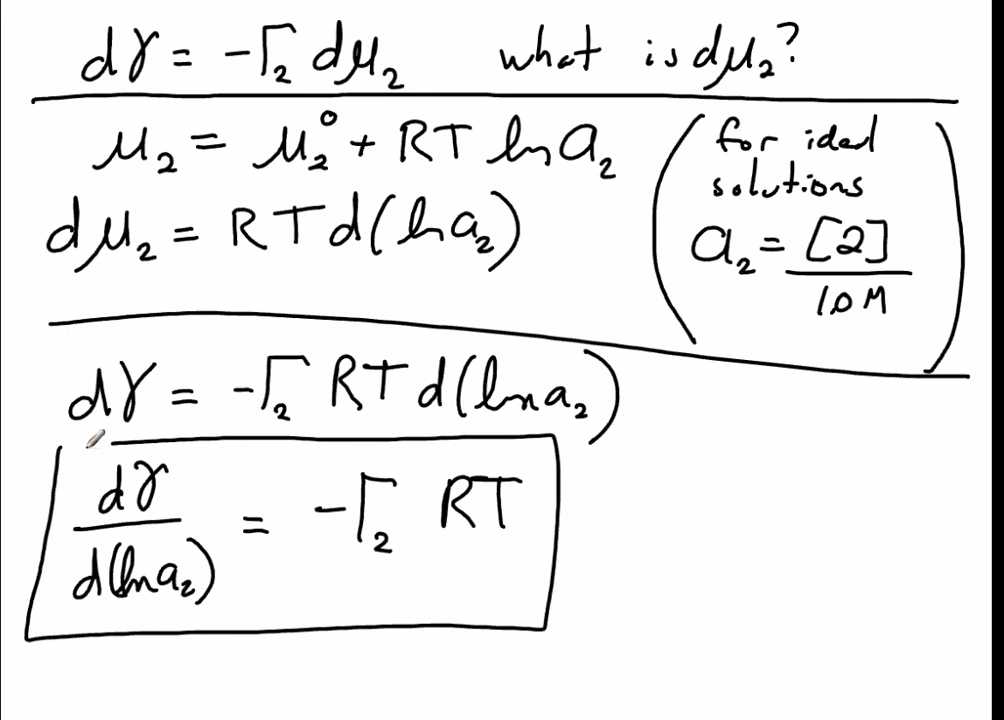 dγ = -Γ₂ dμ₂ what is dμ₂?
μ₂ = μ₂° + RT ln a₂
dμ₂ = RT d(ln a₂)
(for ideal
solutions
a₂ = [2]
1.0 M)
dγ = -Γ₂ RT d(ln a₂)
dγ
d(ln a₂)
= -Γ₂ RT